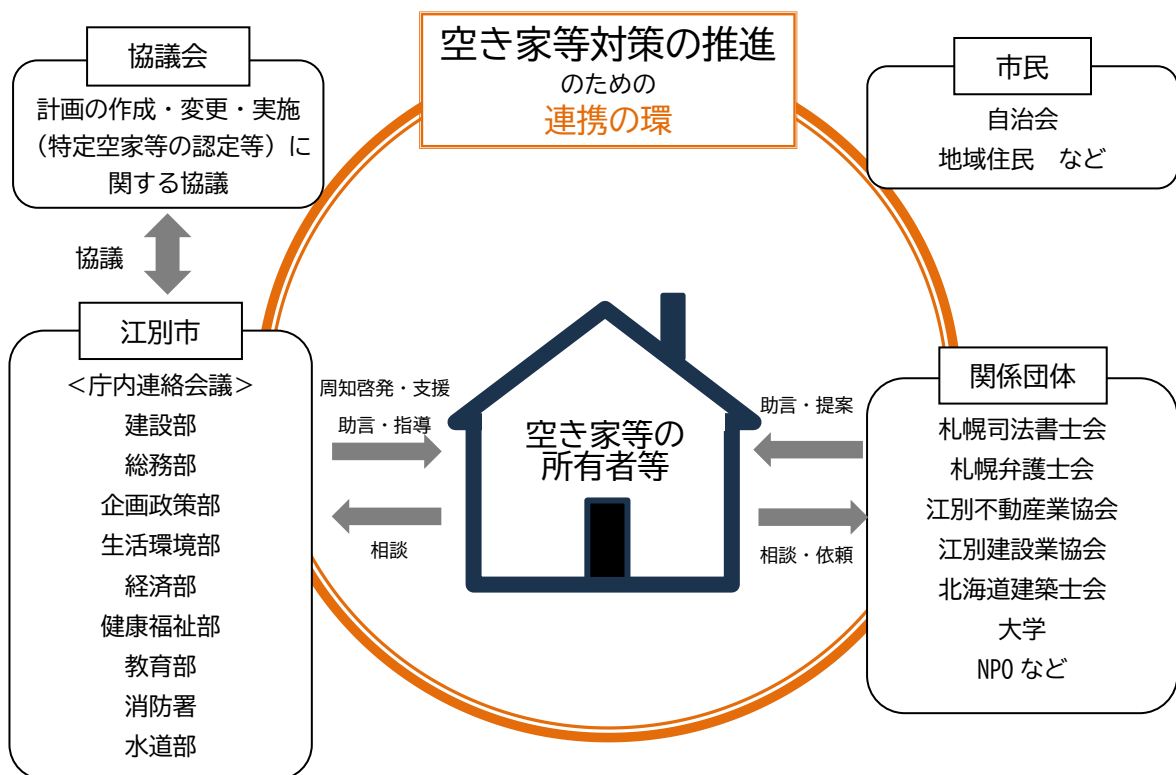 空き家等対策の推進
のための
連携の環
協議会
計画の作成・変更・実施
（特定空家等の認定等）に
関する協議
協議
市民
自治会
地域住民　など
江別市
＜庁内連絡会議＞
建設部
総務部
企画政策部
生活環境部
経済部
健康福祉部
教育部
消防署
水道部
周知啓発・支援
助言・指導
相談
空き家等の
所有者等
助言・提案
相談・依頼
関係団体
札幌司法書士会
札幌弁護士会
江別不動産業協会
江別建設業協会
北海道建築士会
大学
NPO など